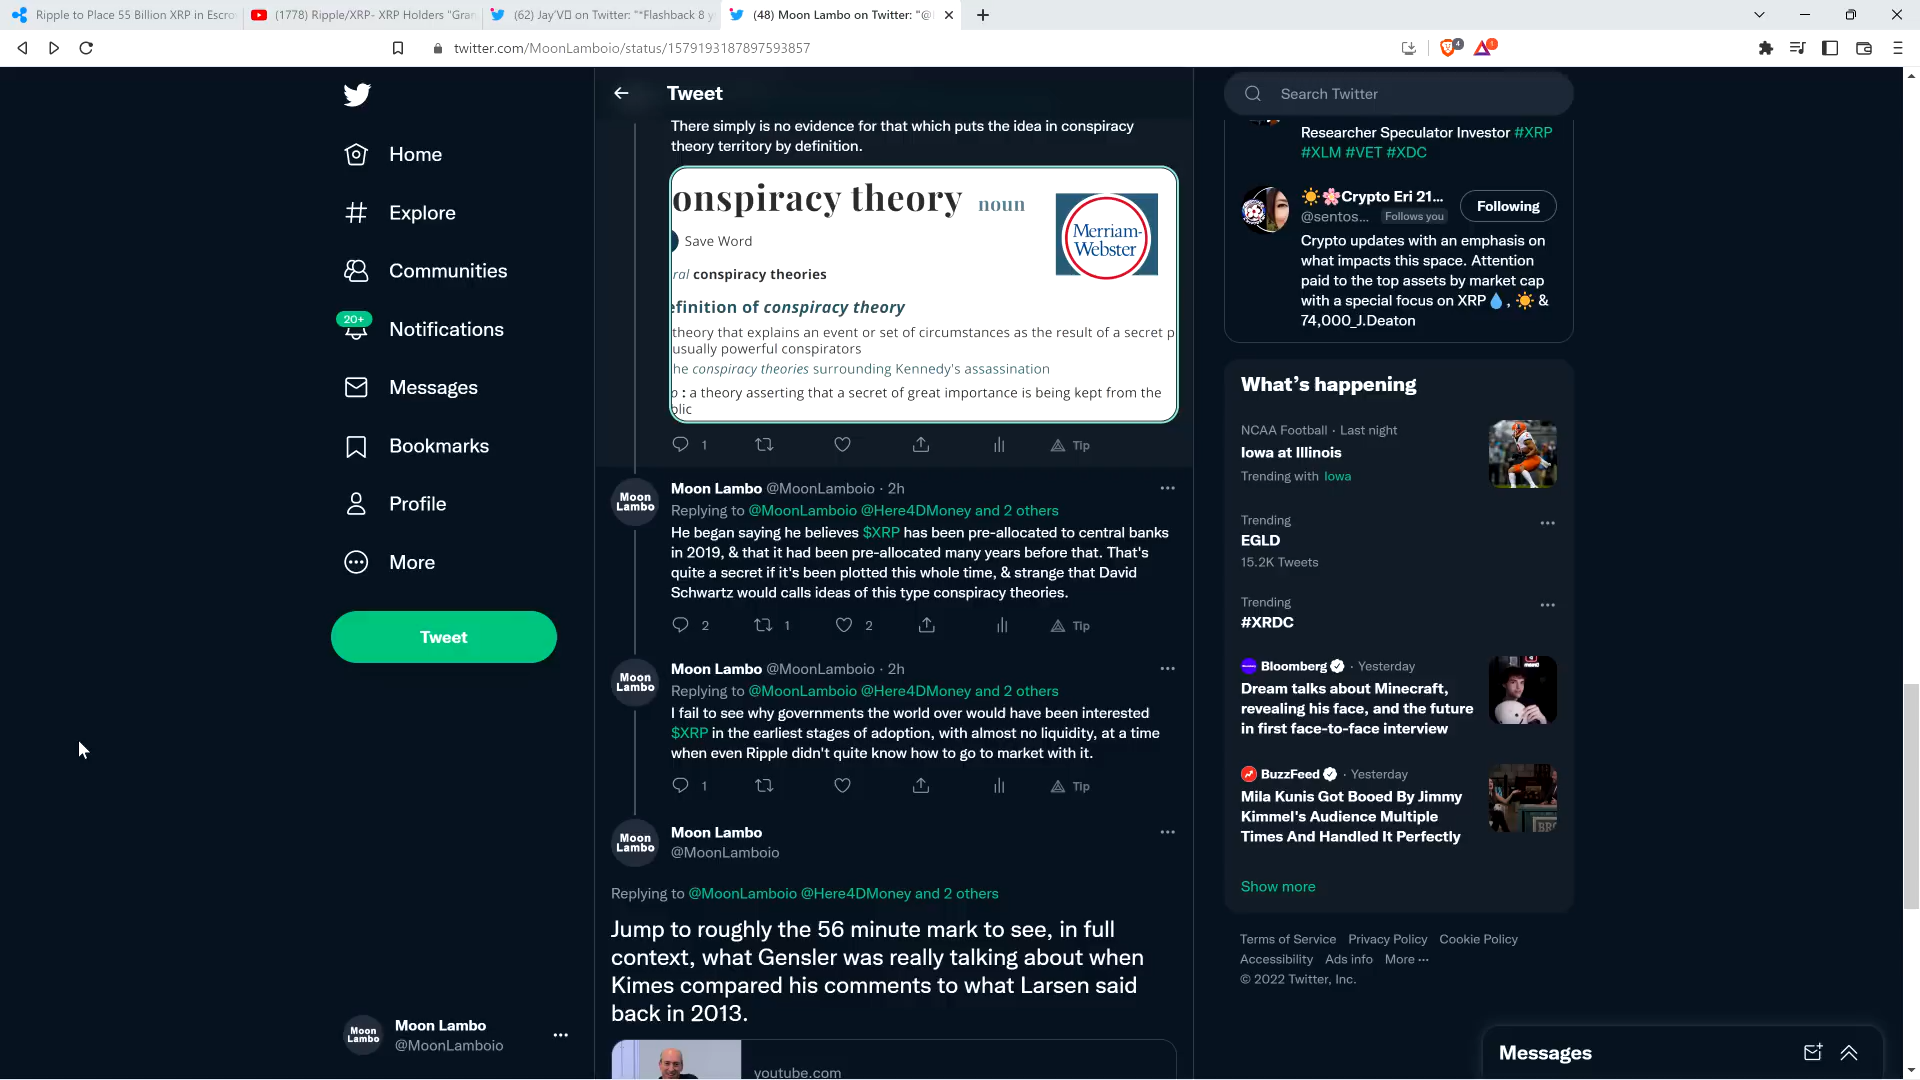 Ripple to Place 55 Billion XRP in Escro
(1778) Ripple/XRP- XRP Holders "Gran
(62) Jay'V on Twitter: "*Flashback 8 y
(48) Moon Lambo on Twitter: "@
twitter.com/MoonLamboio/status/1579193187897593857
4
1
Home
Explore
Communities
20+
Notifications
Messages
Bookmarks
Profile
More
Tweet
Moon Lambo
Moon Lambo
@MoonLamboio
Tweet
There simply is no evidence for that which puts the idea in conspiracy
theory territory by definition.
onspiracy theory noun
Merriam-
Webster
Save Word
ral conspiracy theories
efinition of conspiracy theory
theory that explains an event or set of circumstances as the result of a secret p
usually powerful conspirators
he conspiracy theories surrounding Kennedy's assassination
: a theory asserting that a secret of great importance is being kept from the
blic
1
Tip
Moon
Lambo
Moon Lambo @MoonLamboio · 2h
Replying to @MoonLamboio @Here4DMoney and 2 others
He began saying he believes $XRP has been pre-allocated to central banks
in 2019, & that it had been pre-allocated many years before that. That's
quite a secret if it's been plotted this whole time, & strange that David
Schwartz would calls ideas of this type conspiracy theories.
2 1 2 Tip
Moon
Lambo
Moon Lambo @MoonLamboio · 2h
Replying to @MoonLamboio @Here4DMoney and 2 others
I fail to see why governments the world over would have been interested
$XRP in the earliest stages of adoption, with almost no liquidity, at a time
when even Ripple didn't quite know how to go to market with it.
1 Tip
Moon
Lambo
Moon Lambo
@MoonLamboio
Replying to @MoonLamboio @Here4DMoney and 2 others
Jump to roughly the 56 minute mark to see, in full
context, what Gensler was really talking about when
Kimes compared his comments to what Larsen said
back in 2013.
youtube.com
Search Twitter
Researcher Speculator Investor #XRP
#XLM #VET #XDC
☀️🌸Crypto Eri 21...
@sentos... Follows you
Following
Crypto updates with an emphasis on
what impacts this space. Attention
paid to the top assets by market cap
with a special focus on XRP💧, ☀️ &
74,000_J.Deaton
What's happening
NCAA Football · Last night
Iowa at Illinois
Trending with Iowa
Trending
EGLD
15.2K Tweets
Trending
#XRDC
Bloomberg · Yesterday
Dream talks about Minecraft,
revealing his face, and the future
in first face-to-face interview
BuzzFeed · Yesterday
Mila Kunis Got Booed By Jimmy
Kimmel's Audience Multiple
Times And Handled It Perfectly
Show more
Terms of Service Privacy Policy Cookie Policy
Accessibility Ads info More ···
© 2022 Twitter, Inc.
Messages